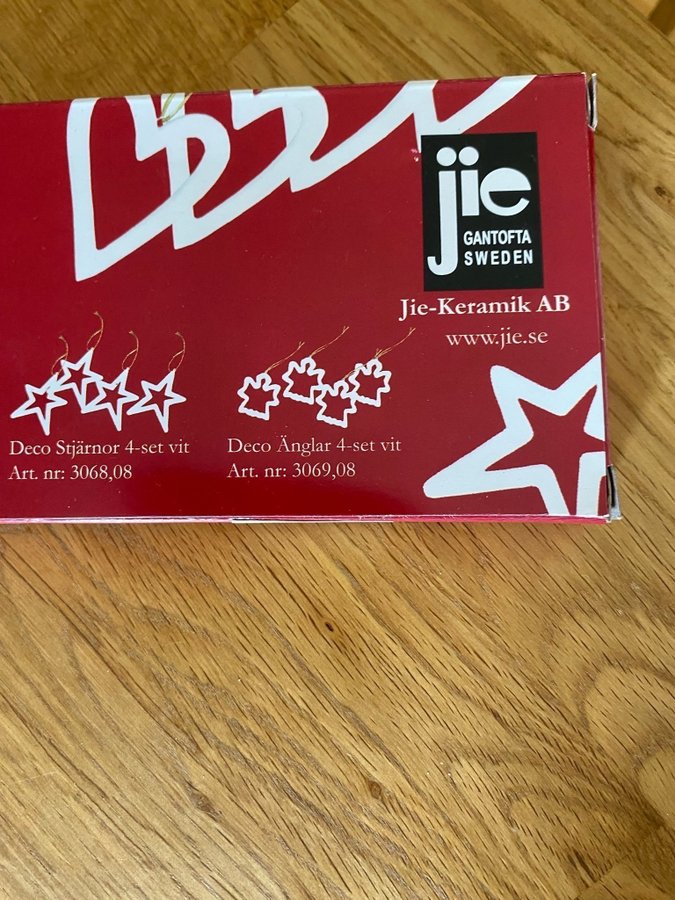 jie
GANTOFTA
SWEDEN
Jie-Keramik AB
www.jie.se
Deco Stjärnor 4-set vit
Art. nr: 3068,08
Deco Änglar 4-set vit
Art. nr: 3069,08